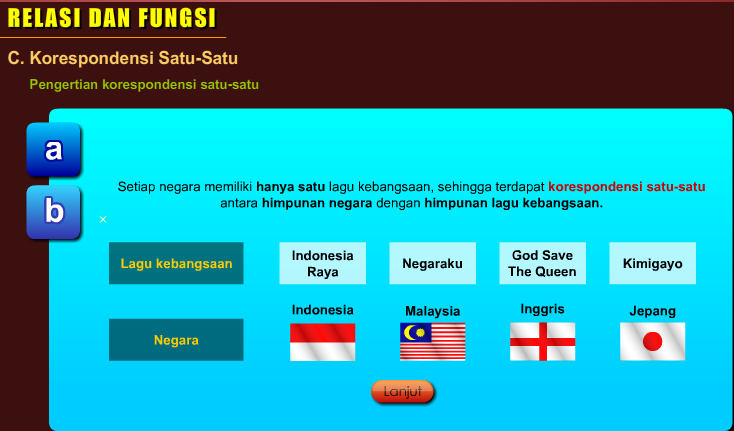 RELASI DAN FUNGSI
C. Korespondensi Satu-Satu
Pengertian korespondensi satu-satu
a
b
Setiap negara memiliki hanya satu lagu kebangsaan, sehingga terdapat korespondensi satu-satu
antara himpunan negara dengan himpunan lagu kebangsaan.
Lagu kebangsaan
Indonesia
Raya
Negaraku
God Save
The Queen
Kimigayo
Negara
Indonesia
Malaysia
Inggris
Jepang
Lanjut